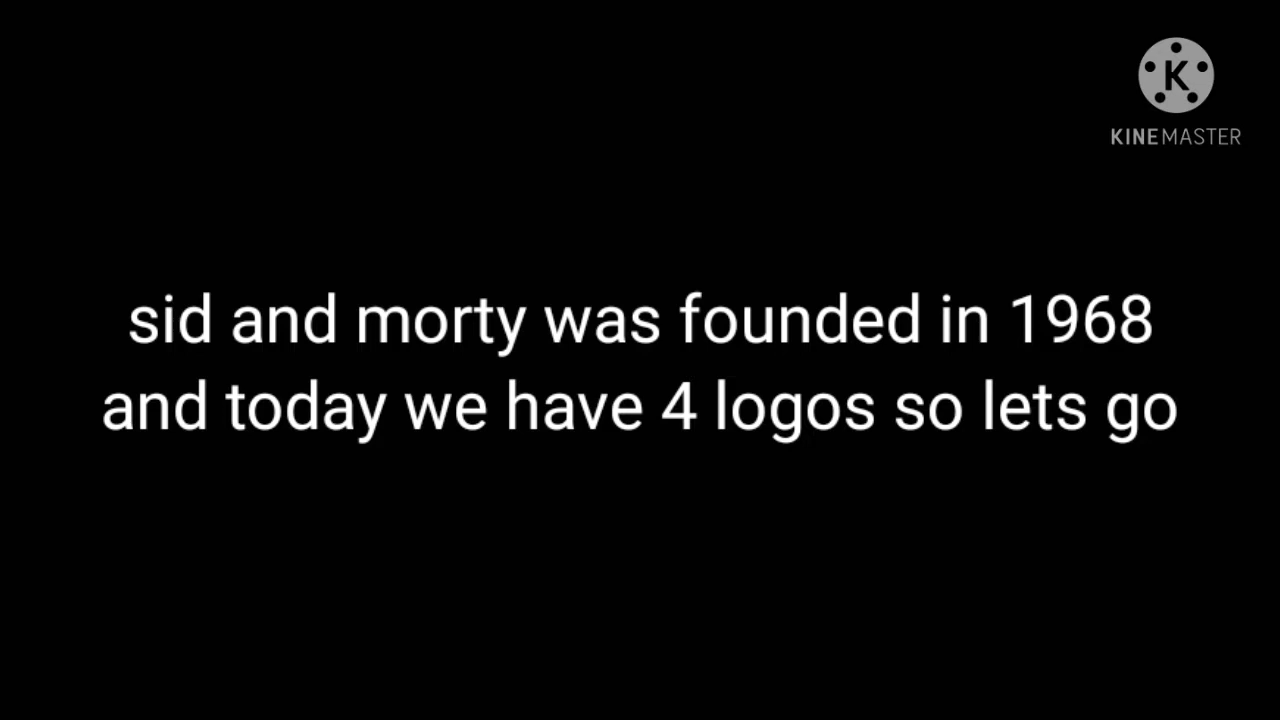 K
KINEMASTER
sid and morty was founded in 1968
and today we have 4 logos so lets go